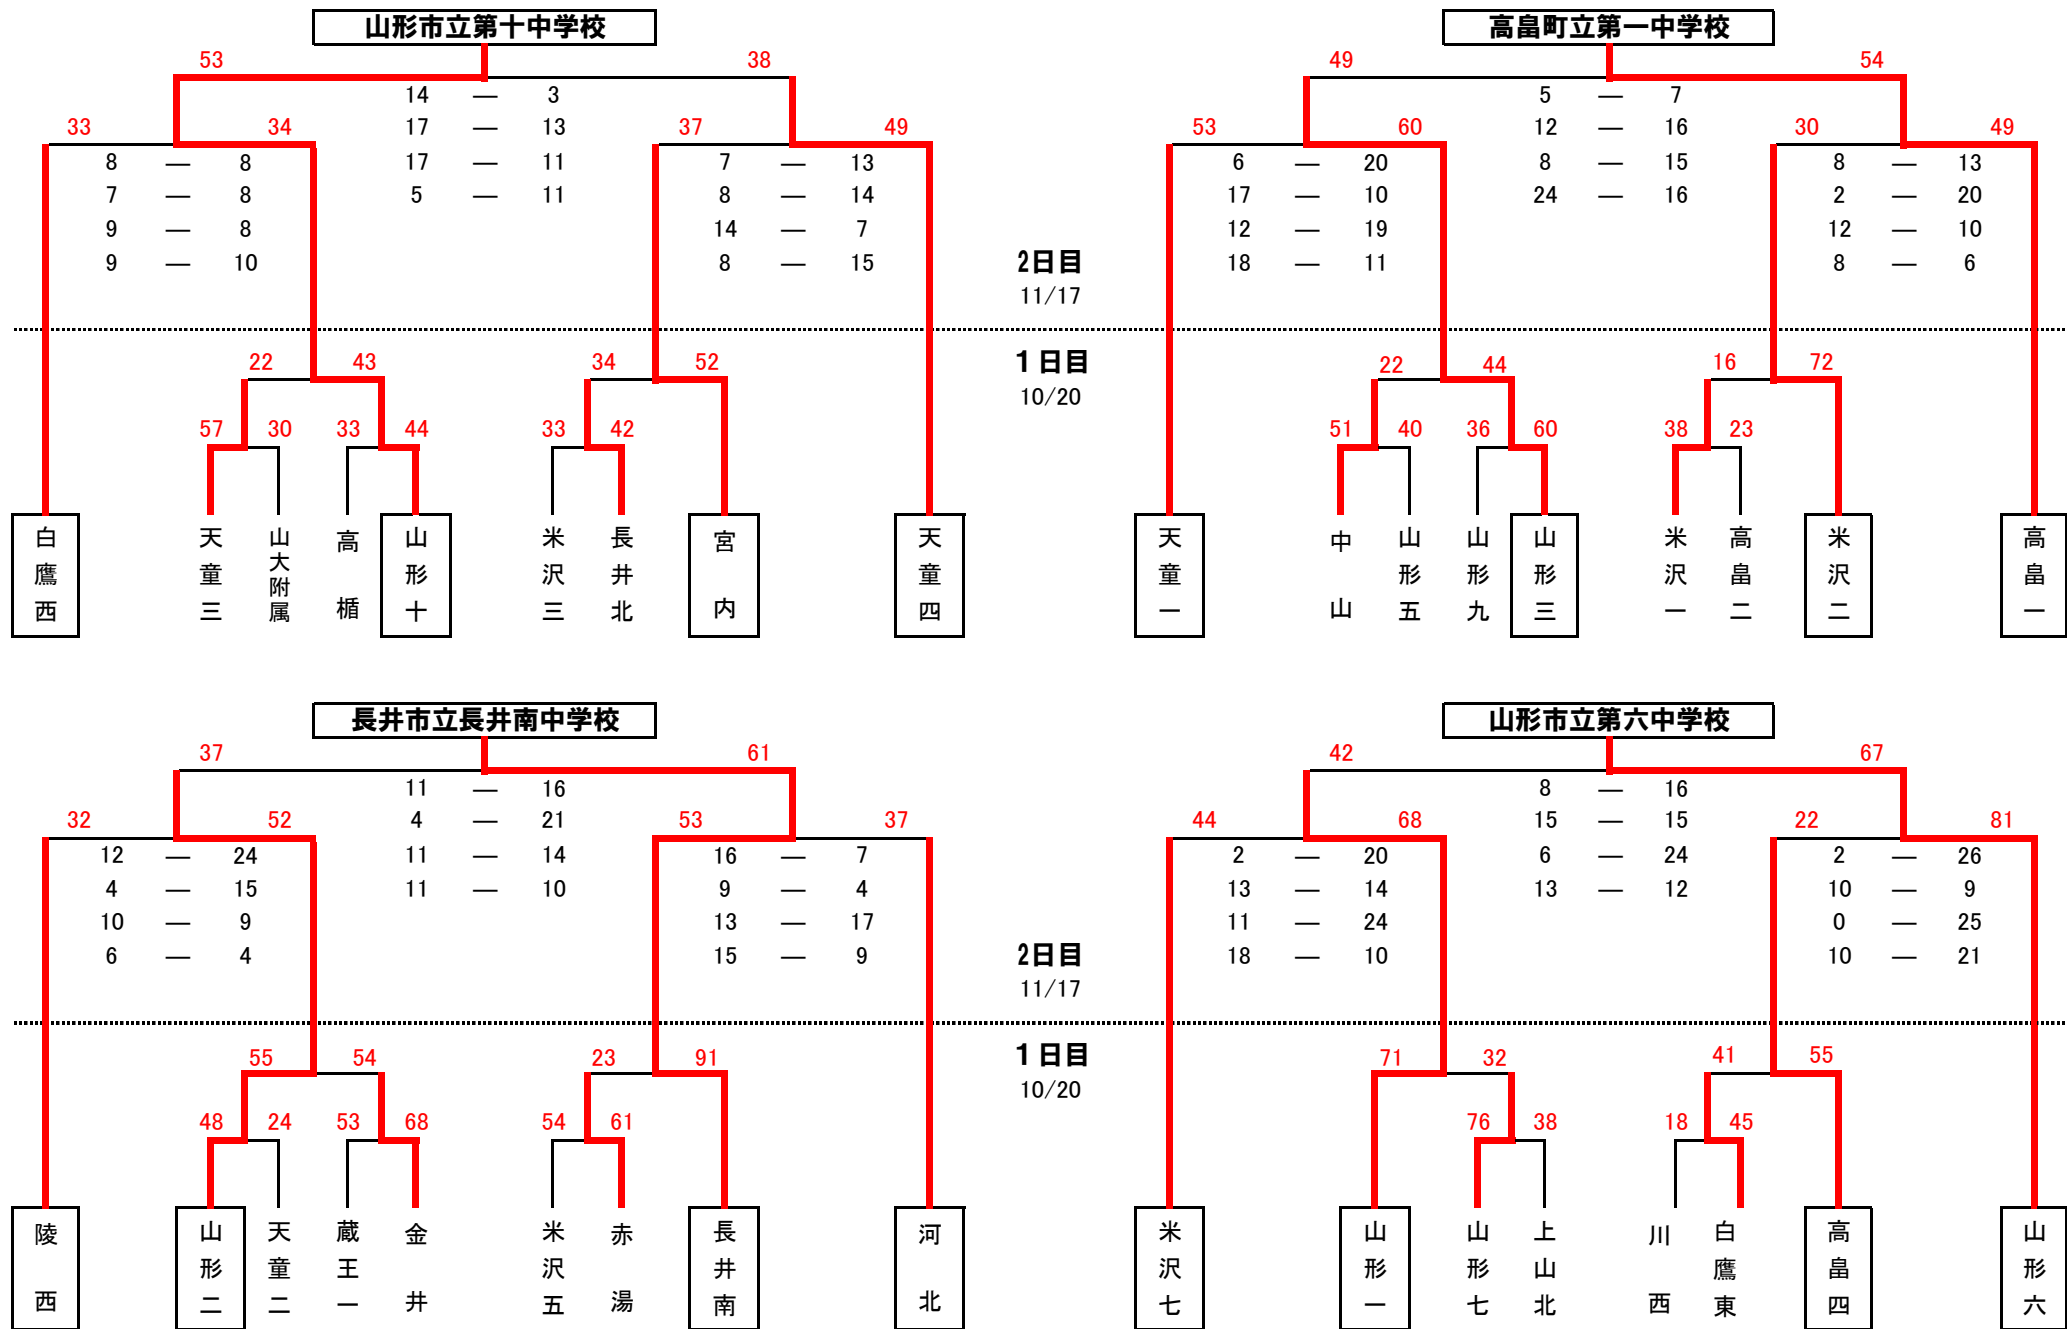 山形市立第十中学校
高畠町立第一中学校
53 38
49 54
14 — 3
5 — 7
33 34 37 49
53 60 30 49
17 — 13
12 — 16
8 — 8
17 — 11
7 — 13
6 — 20
8 — 15
8 — 13
7 — 8
5 — 11
8 — 14
17 — 10
24 — 16
2 — 20
9 — 8
14 — 7
12 — 19
12 — 10
9 — 10
8 — 15
18 — 11
8 — 6
2日目
11/17
1日目
10/20
22 43 34 52
22 44 16 72
57 30 33 44 33 42
51 40 36 60 38 23
白鷹西
天童三
山大附属
高楯
山形十
米沢三
長井北
宮内
天童四
天童一
中山
山形五
山形九
山形三
米沢一
高畠二
米沢二
高畠一
長井市立長井南中学校
山形市立第六中学校
37 61
42 67
11 — 16
8 — 16
32 52 53 37
44 68 22 81
4 — 21
15 — 15
12 — 24
11 — 14
16 — 7
2 — 20
6 — 24
2 — 26
4 — 15
11 — 10
9 — 4
13 — 14
13 — 12
10 — 9
10 — 9
13 — 17
11 — 24
0 — 25
6 — 4
15 — 9
18 — 10
10 — 21
2日目
11/17
1日目
10/20
55 54 23 91
71 32 41 55
48 24 53 68 54 61
76 38 18 45
陵西
山形二
天童二
蔵王一
金井
米沢五
赤湯
長井南
河北
米沢七
山形一
山形七
上山北
川西
白鷹東
高畠四
山形六